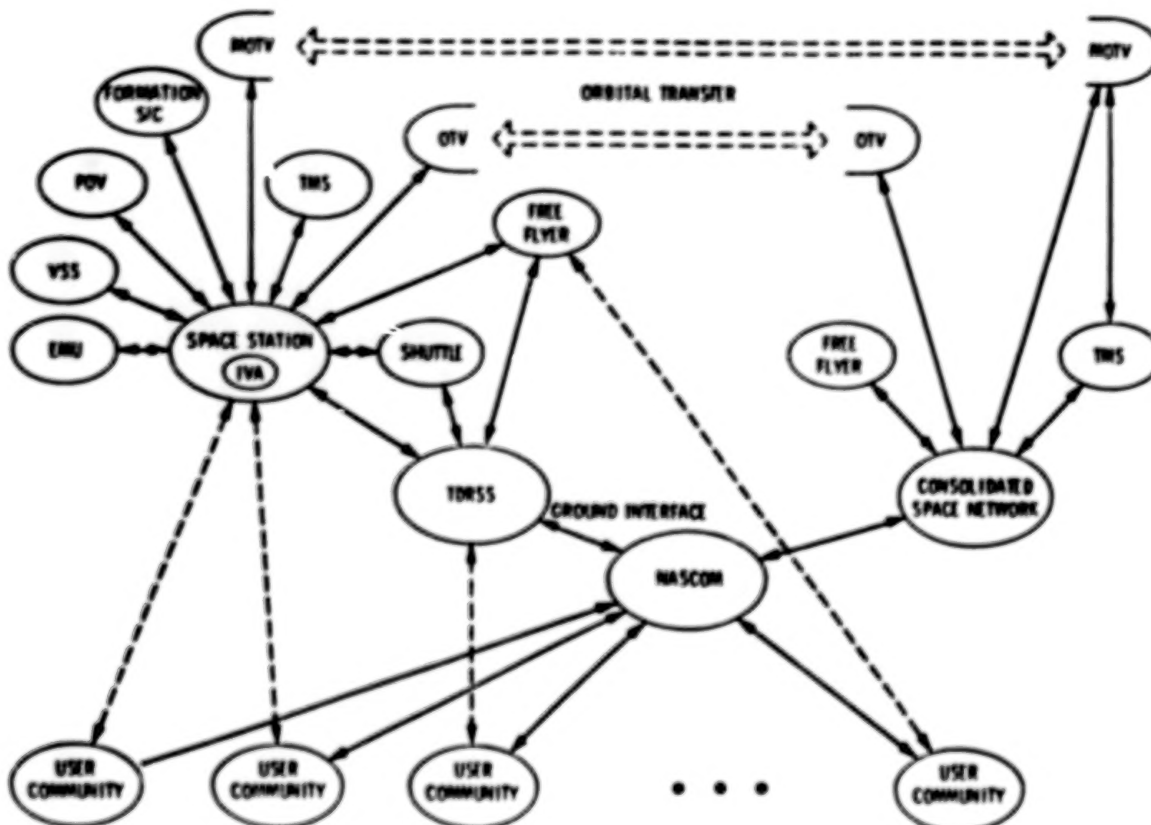 MOTV
MOTV
FORMATION
S/C
ORBITAL TRANSFER
OTV
OTV
POV
TMS
FREE
FLYER
VSS
EMU
SPACE STATION
IVA
SHUTTLE
FREE
FLYER
TMS
TDRSS
GROUND INTERFACE
CONSOLIDATED
SPACE NETWORK
NASCOM
USER
COMMUNITY
USER
COMMUNITY
USER
COMMUNITY
USER
COMMUNITY